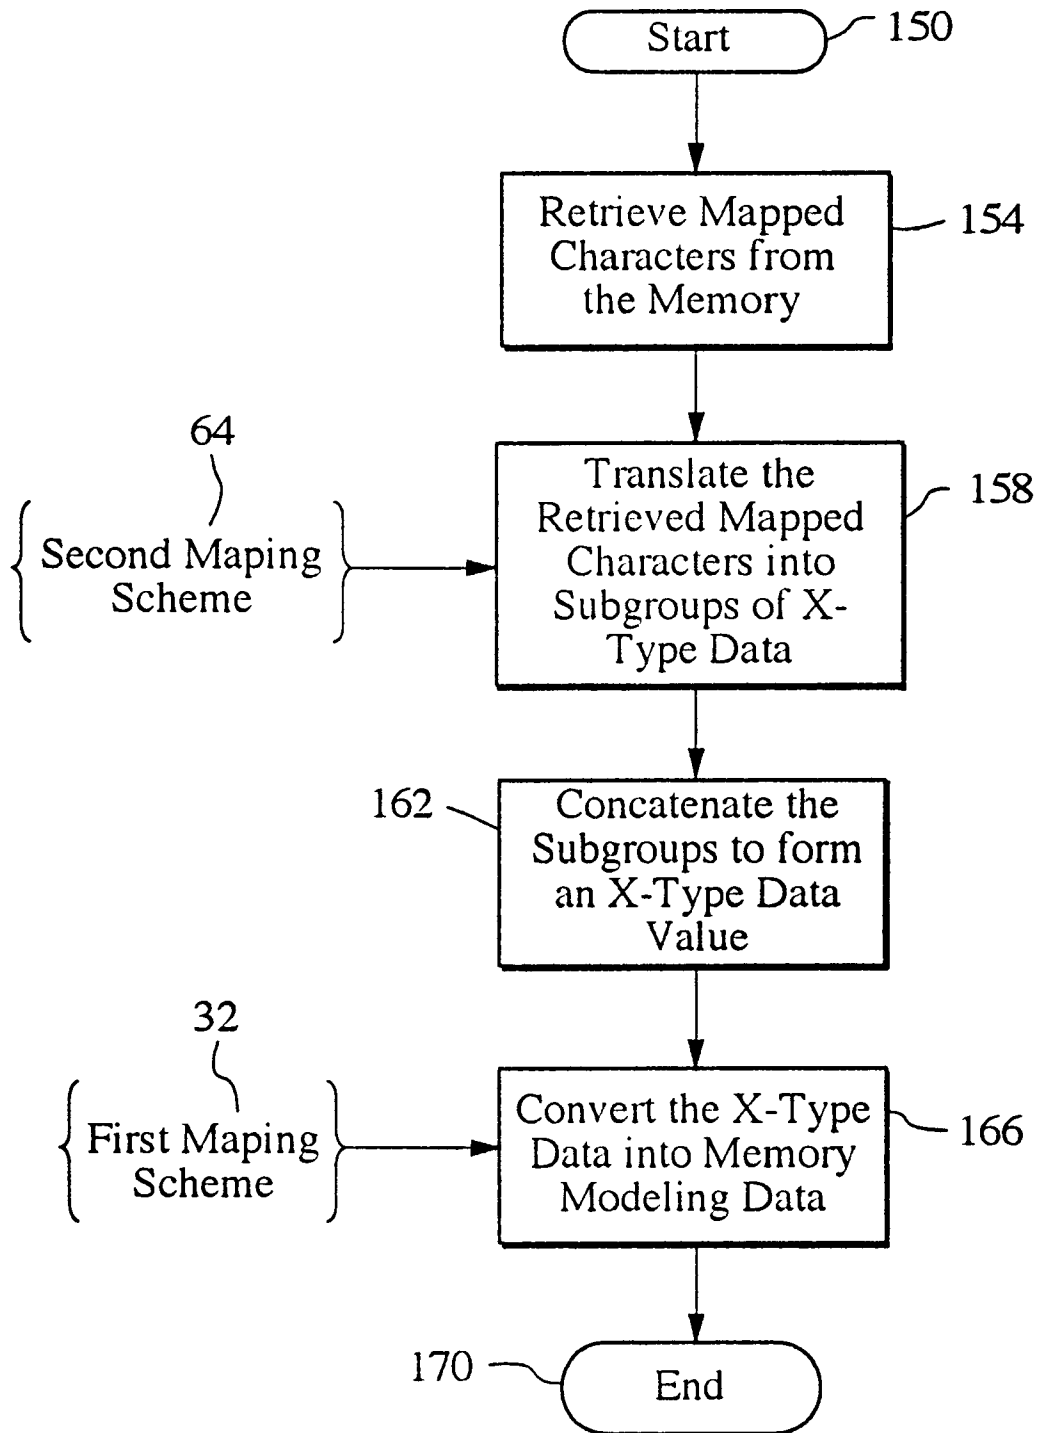 Start
150
Retrieve Mapped
Characters from
the Memory
154
64
Second Maping
Scheme
Translate the
Retrieved Mapped
Characters into
Subgroups of X-
Type Data
158
162
Concatenate the
Subgroups to form
an X-Type Data
Value
32
First Maping
Scheme
Convert the X-Type
Data into Memory
Modeling Data
166
170
End